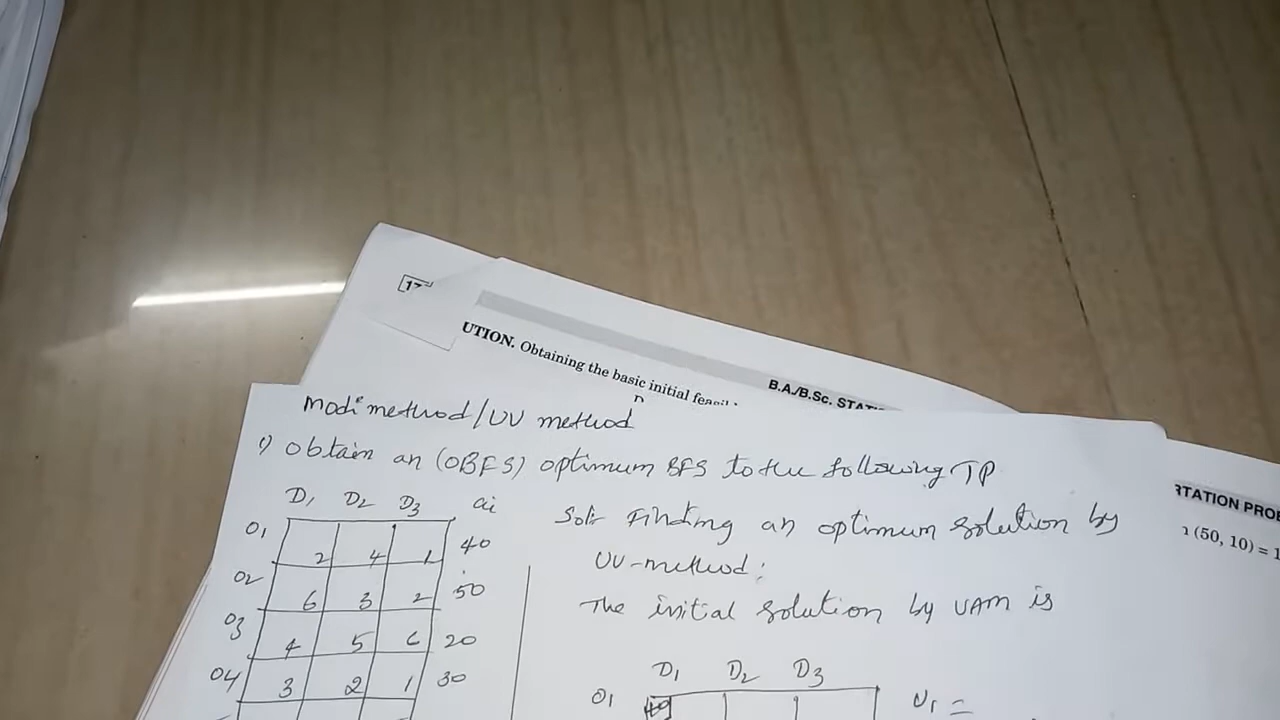 UTION. Obtaining the basic initial
B.A./B.Sc. STAT
RTATION PROB
(50, 10) = 1
Modi method/UV method
1) Obtain an (OBFS) optimum BFS to the following TP
D1 D2 D3 ai
O1 2 4 1 40
O2 6 3 2 50
O3 4 5 6 20
O4 3 2 1 30
Sol:- Finding an optimum solution by
UV-method:
The initial solution by VAM is
D1 D2 D3
O1 40 U1 =